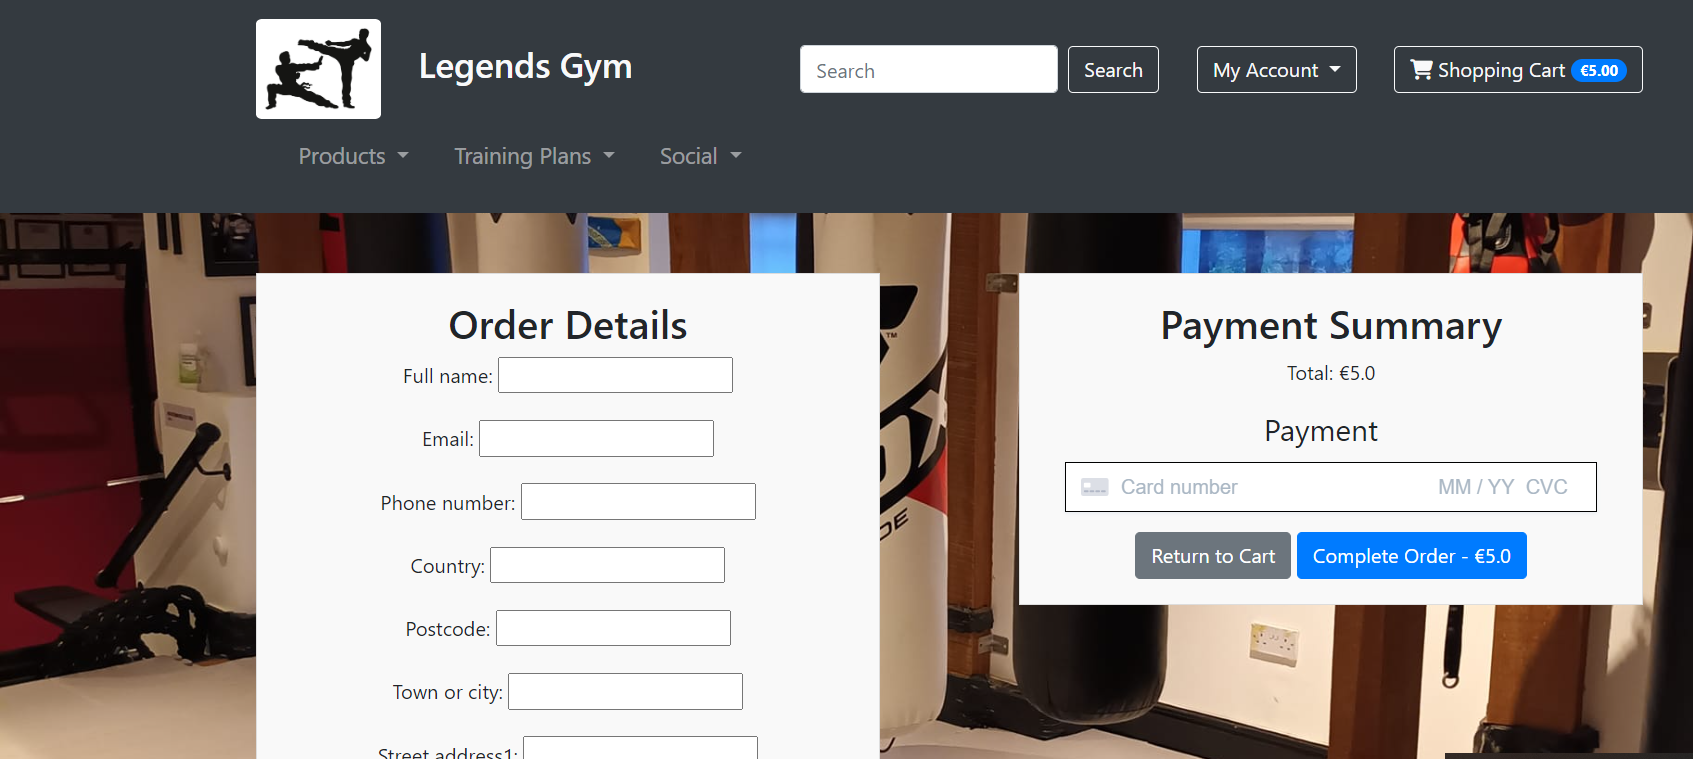 Legends Gym
Search
Search
My Account
Shopping Cart €5.00
Products
Training Plans
Social
Order Details
Full name:
Email:
Phone number:
Country:
Postcode:
Town or city:
Street address1:
Payment Summary
Total: €5.0
Payment
Card number MM / YY CVC
Return to Cart
Complete Order - €5.0